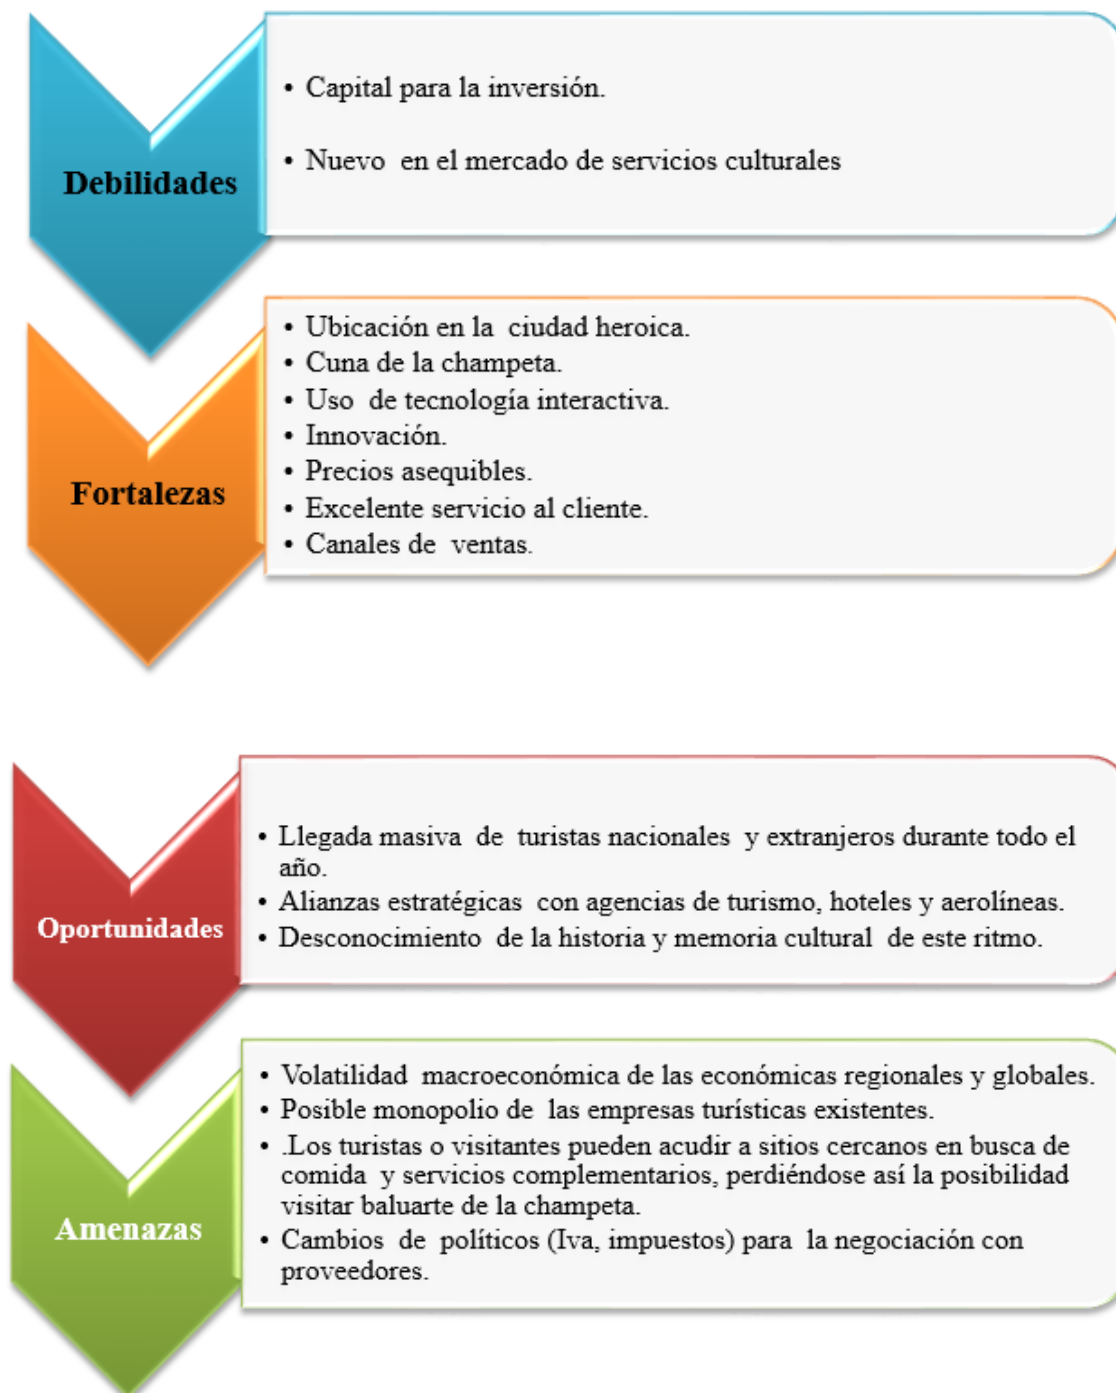 Debilidades
• Capital para la inversión.
• Nuevo en el mercado de servicios culturales
Fortalezas
• Ubicación en la ciudad heroica.
• Cuna de la champeta.
• Uso de tecnología interactiva.
• Innovación.
• Precios asequibles.
• Excelente servicio al cliente.
• Canales de ventas.
Oportunidades
• Llegada masiva de turistas nacionales y extranjeros durante todo el
año.
• Alianzas estratégicas con agencias de turismo, hoteles y aerolíneas.
• Desconocimiento de la historia y memoria cultural de este ritmo.
Amenazas
• Volatilidad macroeconómica de las económicas regionales y globales.
• Posible monopolio de las empresas turísticas existentes.
• .Los turistas o visitantes pueden acudir a sitios cercanos en busca de
comida y servicios complementarios, perdiéndose así la posibilidad
visitar baluarte de la champeta.
• Cambios de políticos (Iva, impuestos) para la negociación con
proveedores.